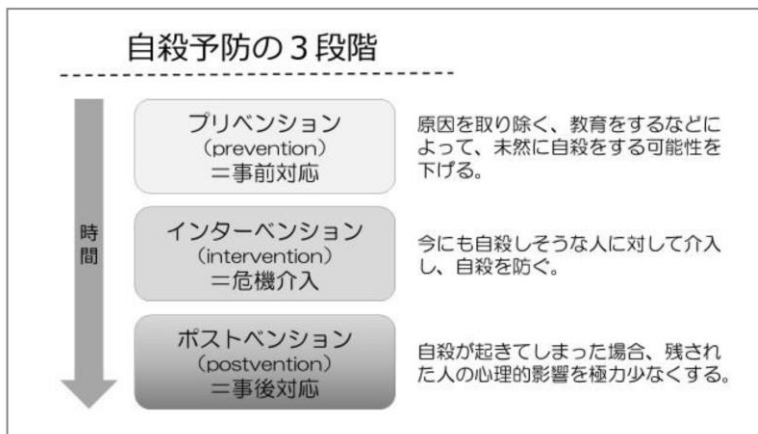 自殺予防の３段階
時間
プリベンション
(prevention)
＝事前対応
原因を取り除く、教育をするなどに
よって、未然に自殺をする可能性を
下げる。
インターベンション
(intervention)
＝危機介入
今にも自殺しそうな人に対して介入
し、自殺を防ぐ。
ポストベンション
(postvention)
＝事後対応
自殺が起きてしまった場合、残され
た人の心理的影響を極力少なくする。